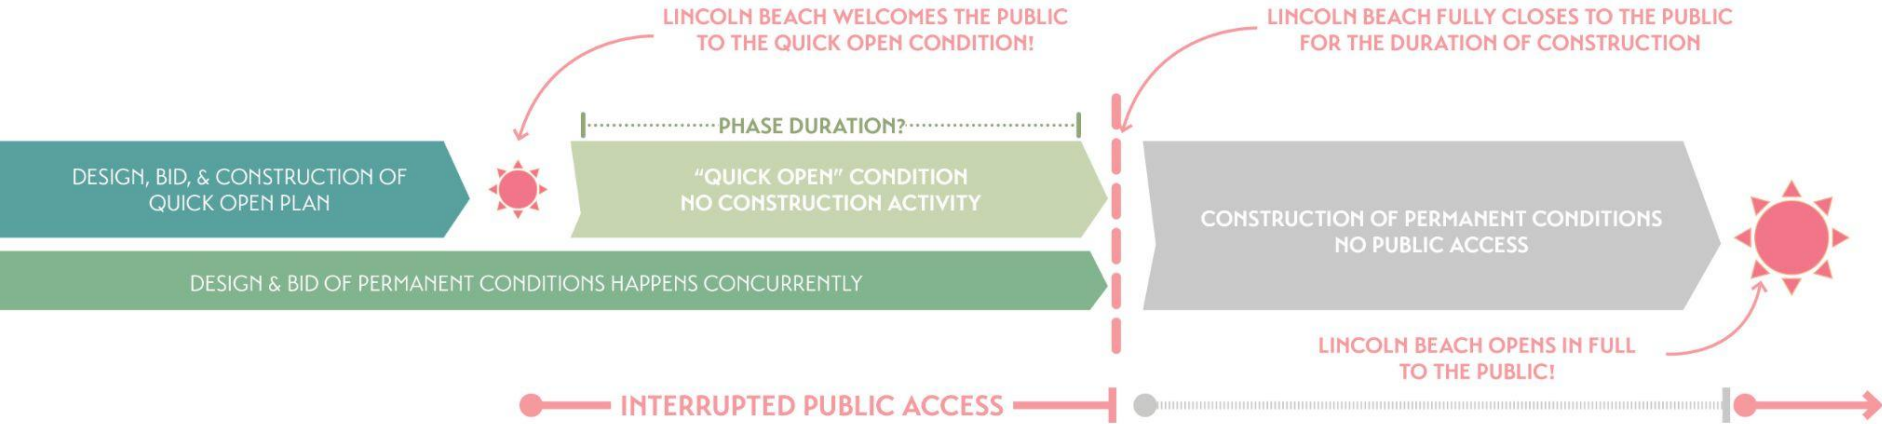 LINCOLN BEACH WELCOMES THE PUBLIC
TO THE QUICK OPEN CONDITION!
LINCOLN BEACH FULLY CLOSES TO THE PUBLIC
FOR THE DURATION OF CONSTRUCTION
PHASE DURATION?
DESIGN, BID, & CONSTRUCTION OF
QUICK OPEN PLAN
“QUICK OPEN” CONDITION
NO CONSTRUCTION ACTIVITY
CONSTRUCTION OF PERMANENT CONDITIONS
NO PUBLIC ACCESS
DESIGN & BID OF PERMANENT CONDITIONS HAPPENS CONCURRENTLY
LINCOLN BEACH OPENS IN FULL
TO THE PUBLIC!
INTERRUPTED PUBLIC ACCESS